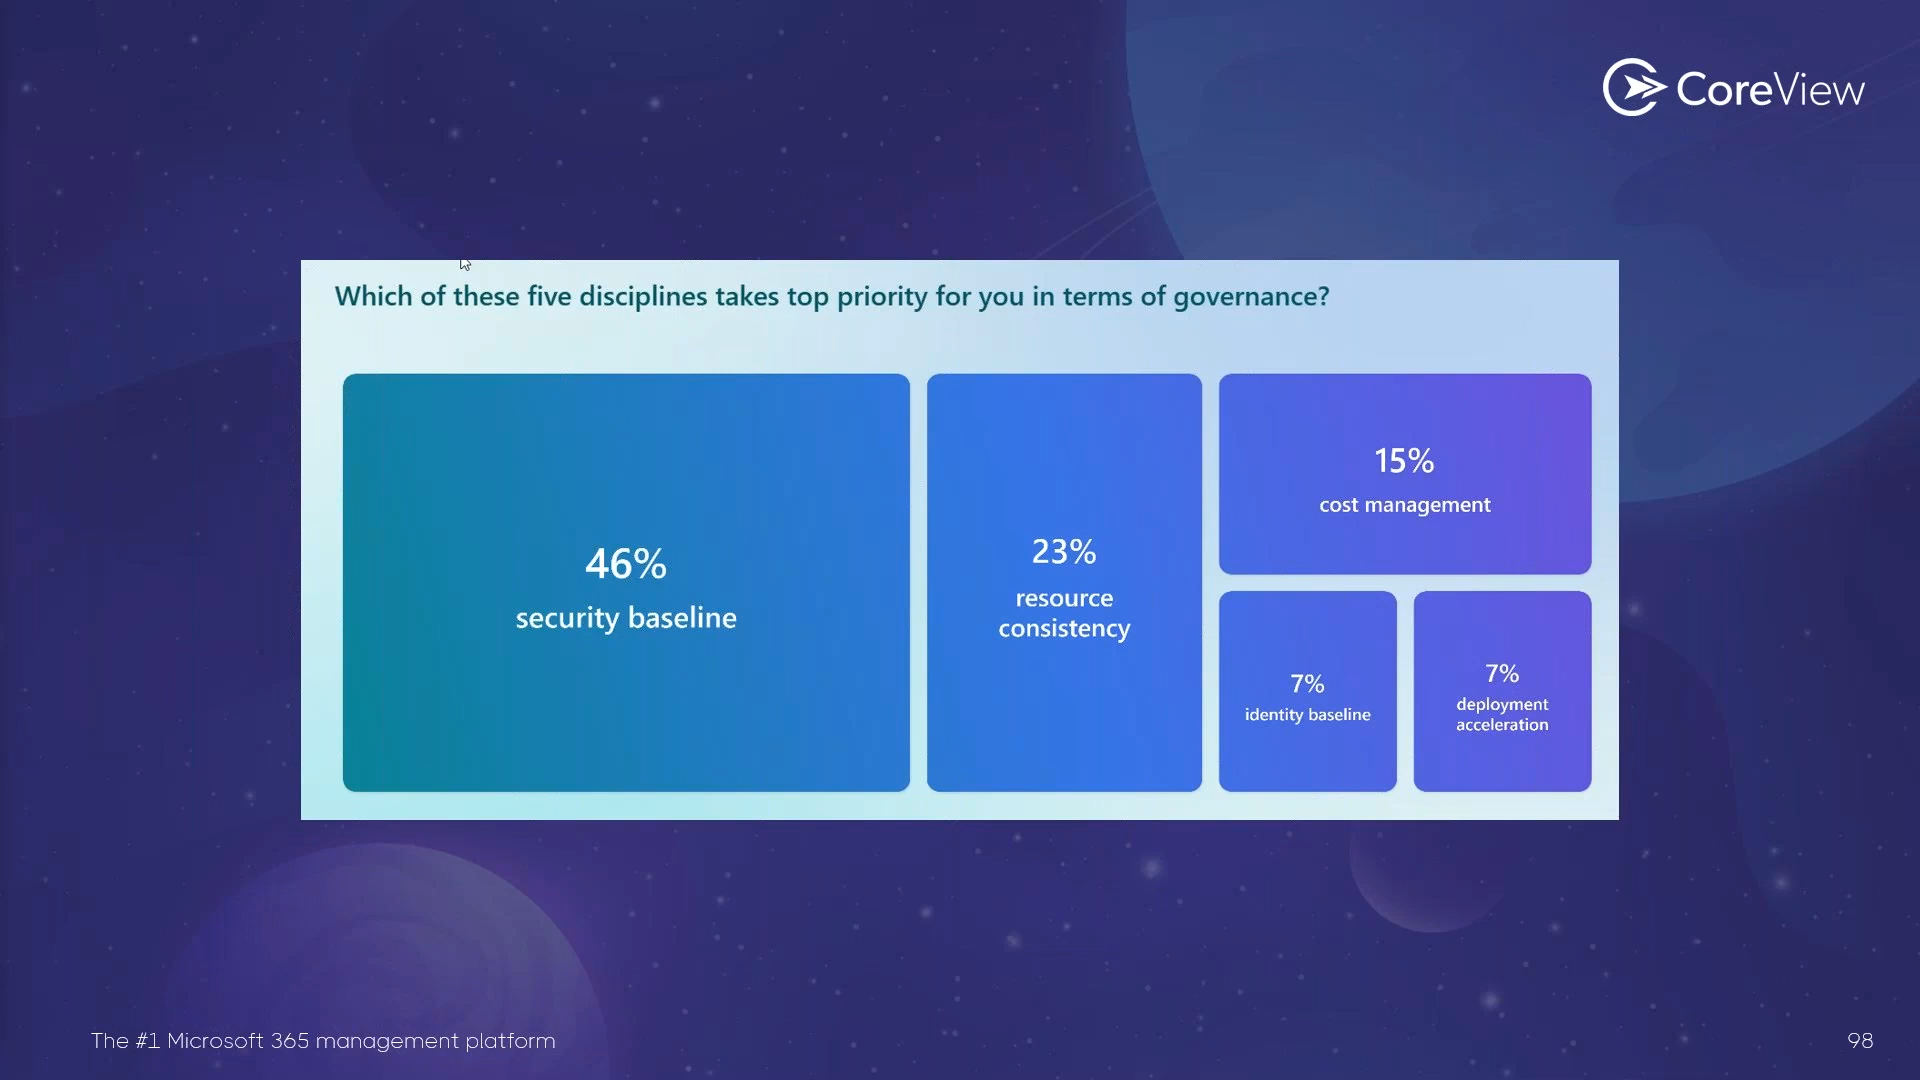 CoreView
Which of these five disciplines takes top priority for you in terms of governance?
46%
security baseline
23%
resource
consistency
15%
cost management
7%
identity baseline
7%
deployment
acceleration
The #1 Microsoft 365 management platform
98